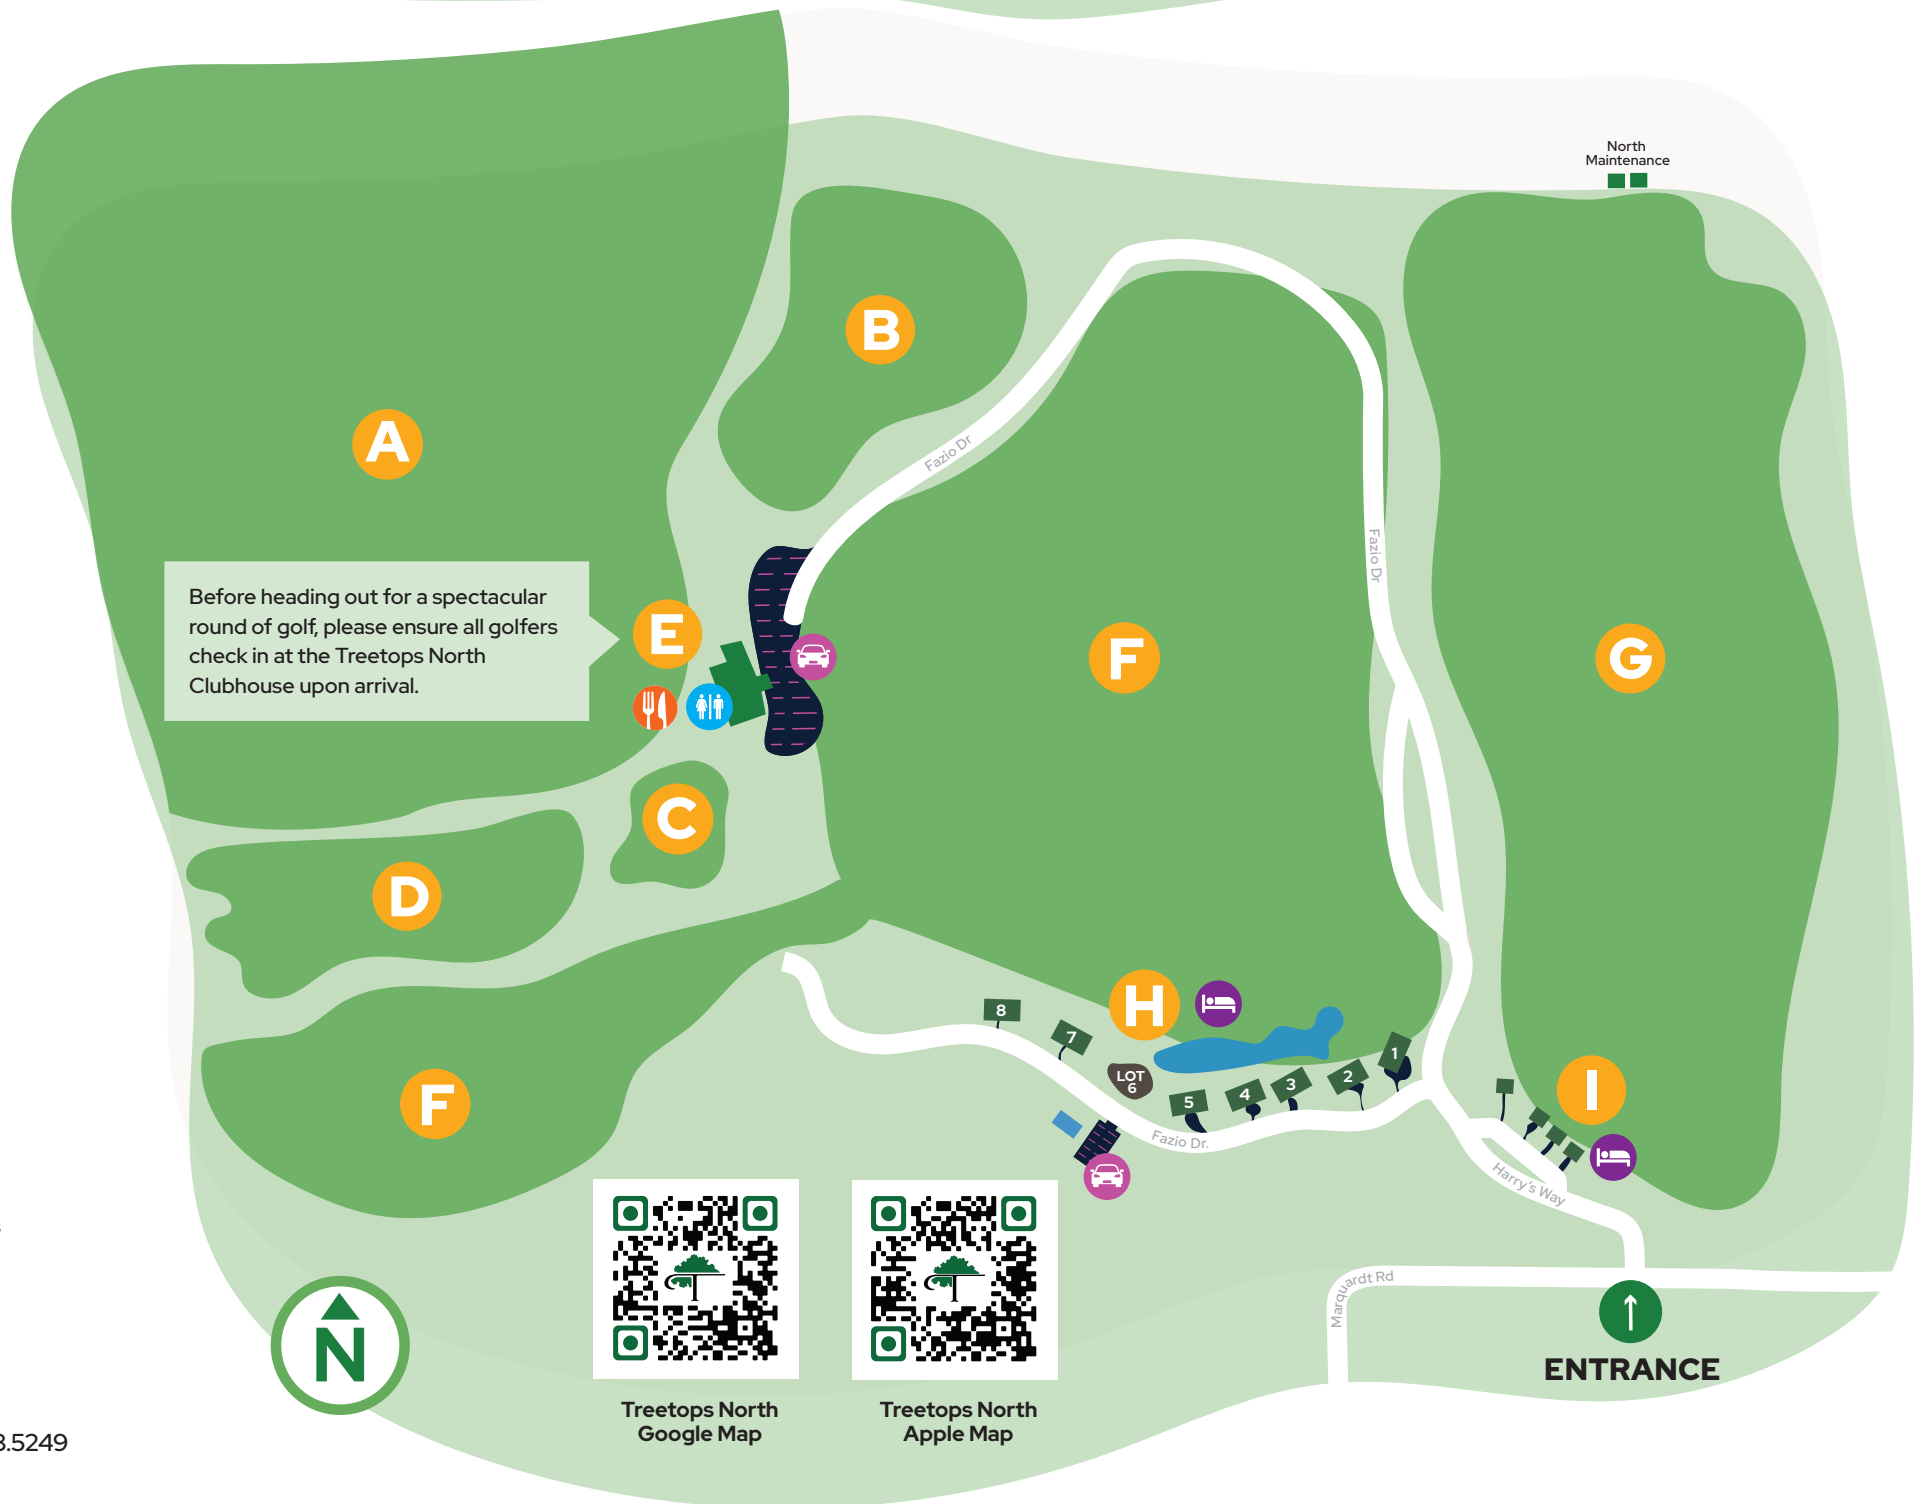 North
Maintenance
B
A
Fazio Dr
Fazio Dr
Before heading out for a spectacular
round of golf, please ensure all golfers
check in at the Treetops North
Clubhouse upon arrival.
E
F
G
C
D
H
8
7
1
LOT
6
2
3
4
5
I
F
Fazio Dr.
Harry's Way
Marquardt Rd
N
ENTRANCE
Treetops North
Google Map
Treetops North
Apple Map
.5249